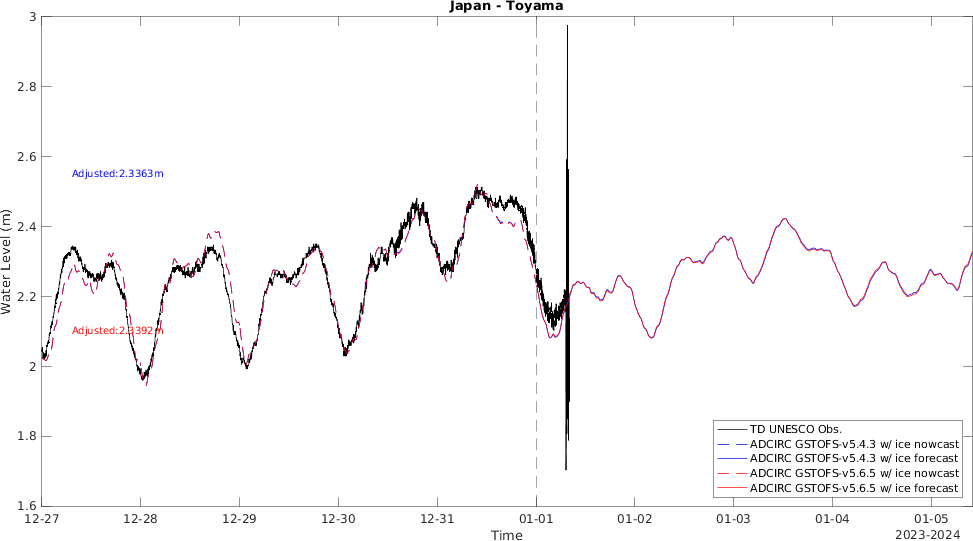 Japan - Toyama
Water Level (m)
3
2.8
2.6
2.4
2.2
2
1.8
1.6
Adjusted:2.3363m
Adjusted:2.3392m
TD UNESCO Obs.
ADCIRC GSTOFS-v5.4.3 w/ ice nowcast
ADCIRC GSTOFS-v5.4.3 w/ ice forecast
ADCIRC GSTOFS-v5.6.5 w/ ice nowcast
ADCIRC GSTOFS-v5.6.5 w/ ice forecast
12-27 12-28 12-29 12-30 12-31 01-01 01-02 01-03 01-04 01-05
Time
2023-2024